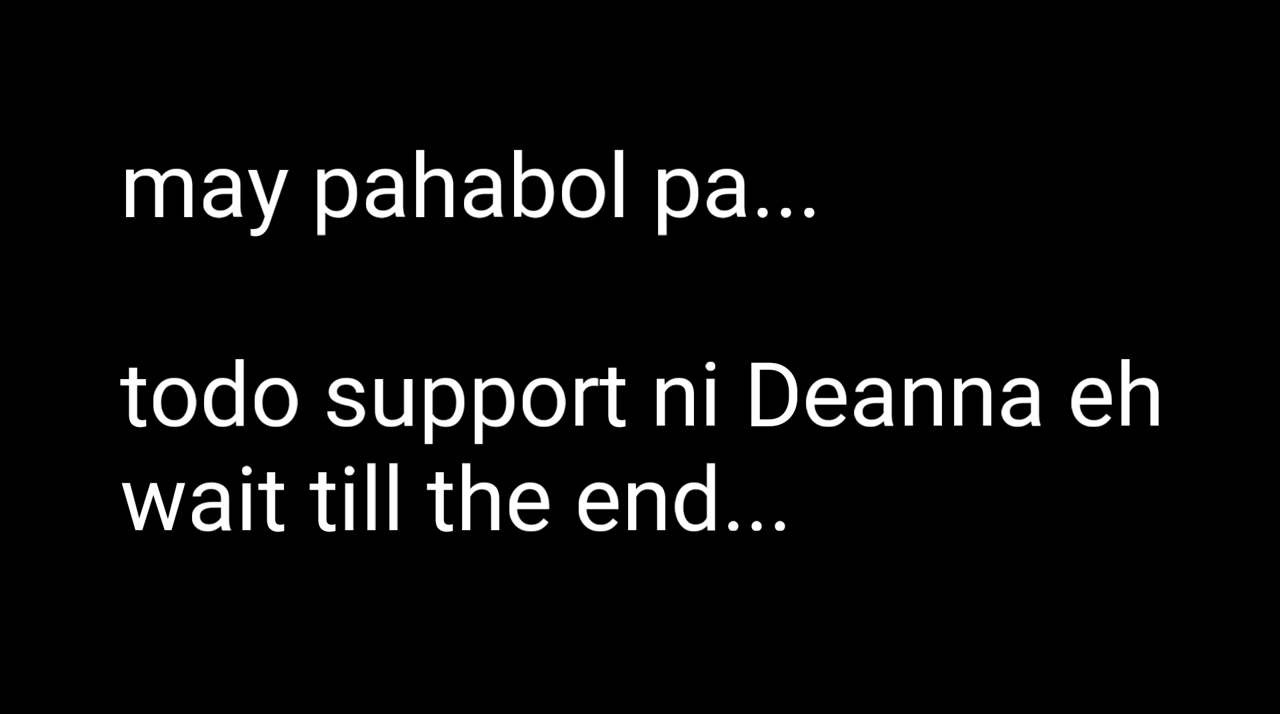 may pahabol pa...
todo support ni Deanna eh
wait till the end...